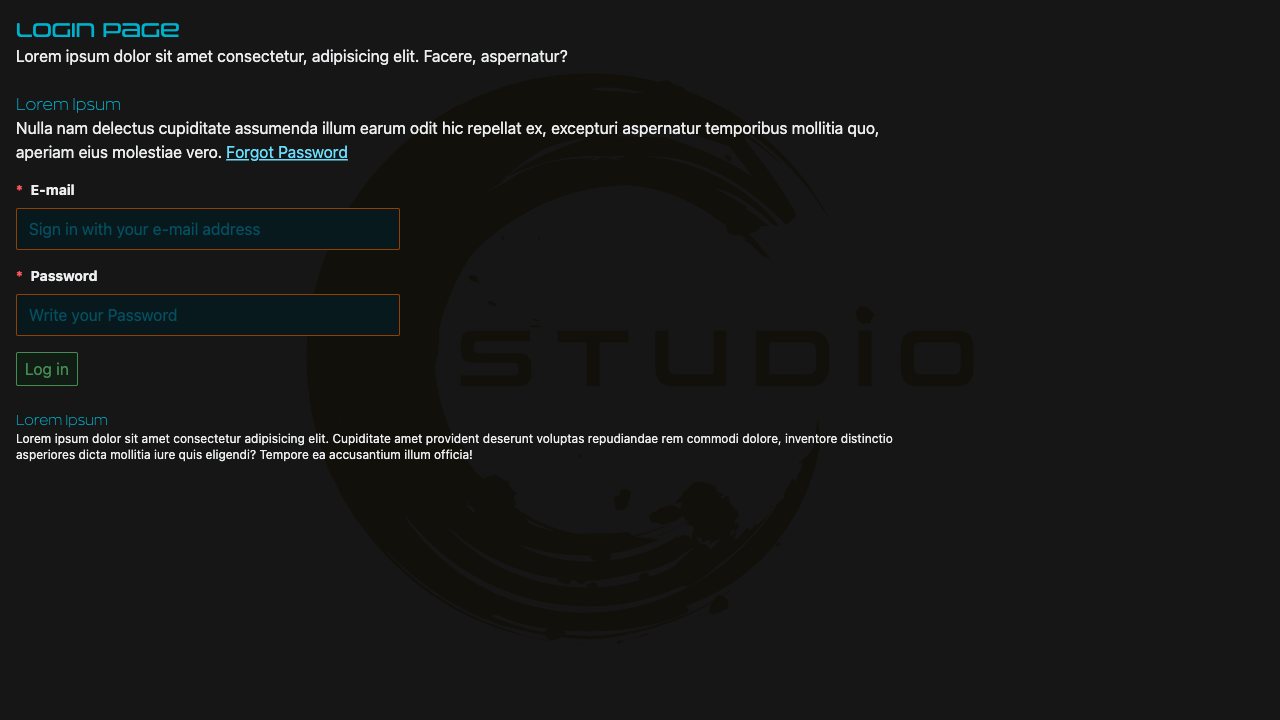 LOGIN PAGE
Lorem ipsum dolor sit amet consectetur, adipisicing elit. Facere, aspernatur?
Lorem Ipsum
Nulla nam delectus cupiditate assumenda illum earum odit hic repellat ex, excepturi aspernatur temporibus mollitia quo,
aperiam eius molestiae vero. Forgot Password
* E-mail
Sign in with your e-mail address
* Password
Write your Password
STUDiO
Log in
Lorem Ipsum
Lorem ipsum dolor sit amet consectetur adipisicing elit. Cupiditate amet provident deserunt voluptas repudiandae rem commodi dolore, inventore distinctio
asperiores dicta mollitia iure quis eligendi? Tempore ea accusantium illum officia!